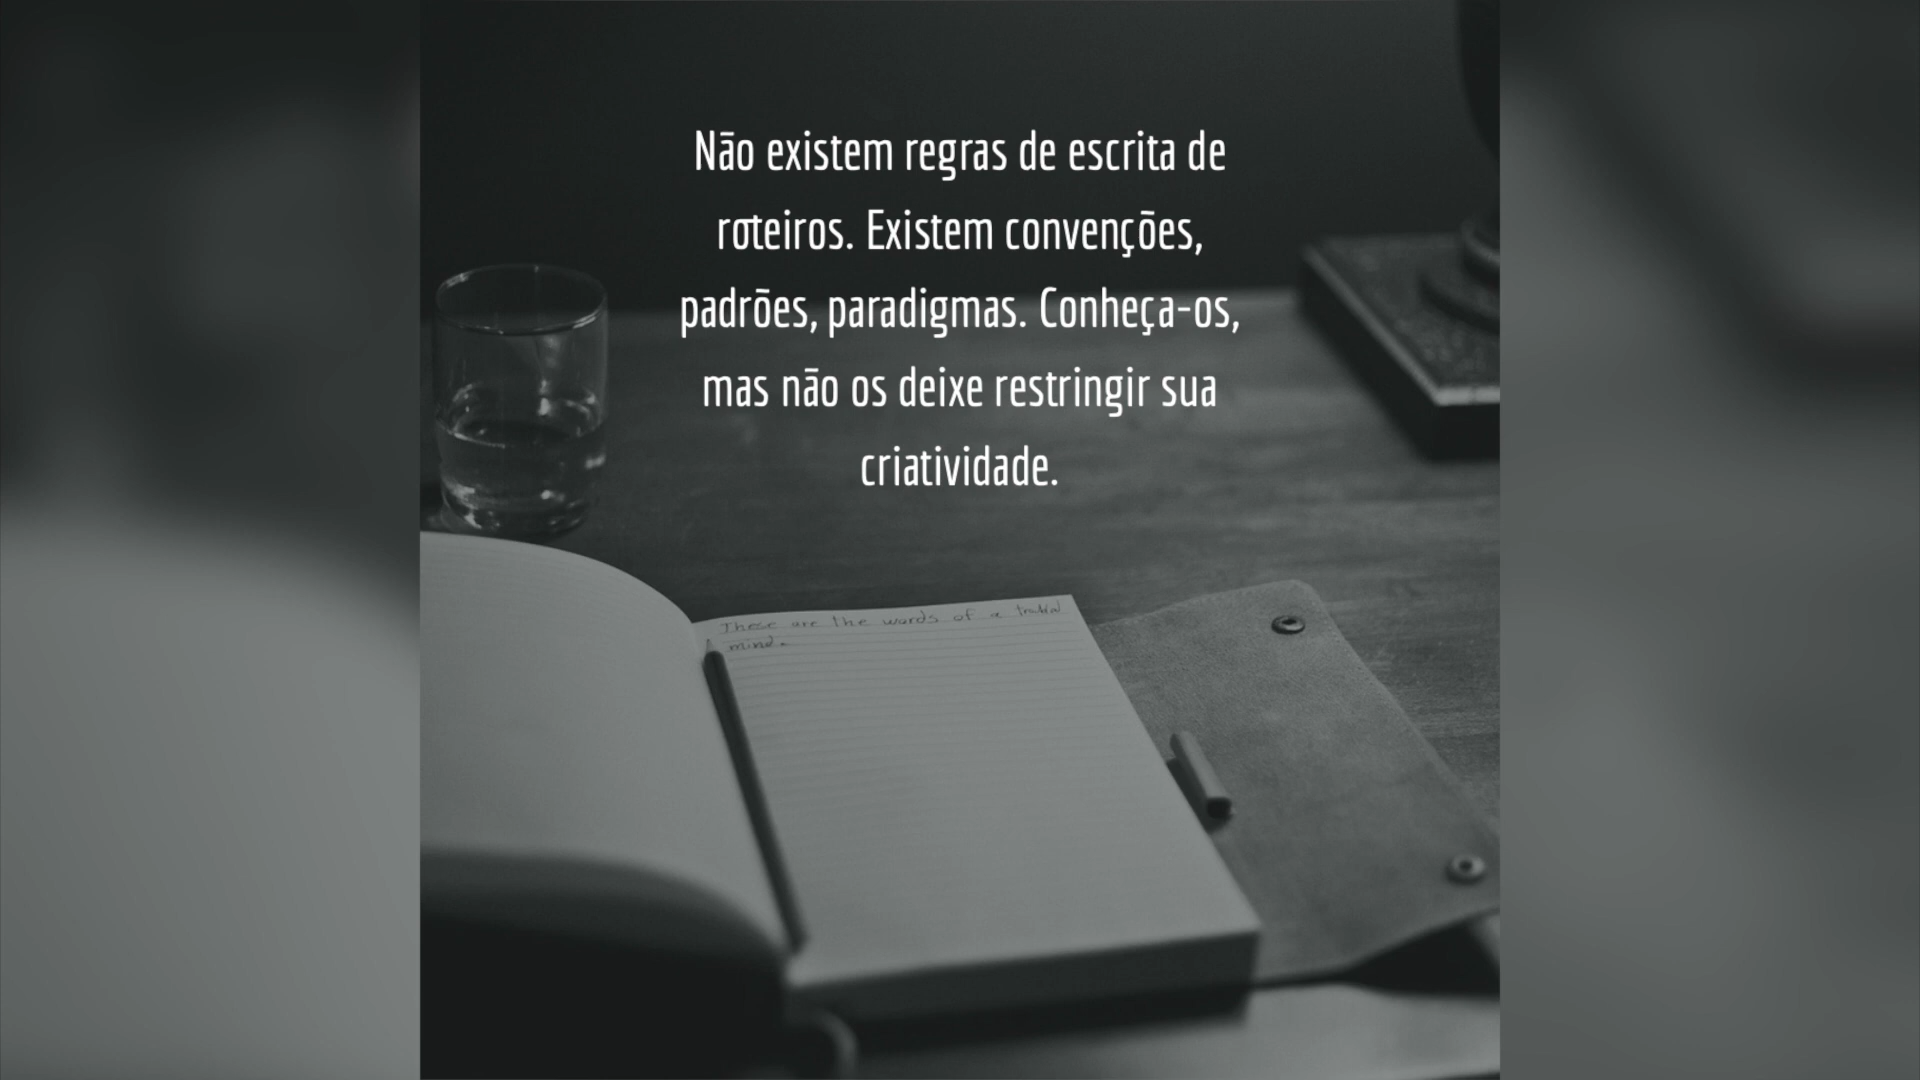 Não existem regras de escrita de
roteiros. Existem convenções,
padrões, paradigmas. Conheça-os,
mas não os deixe restringir sua
criatividade.
These are the words of a
mind.